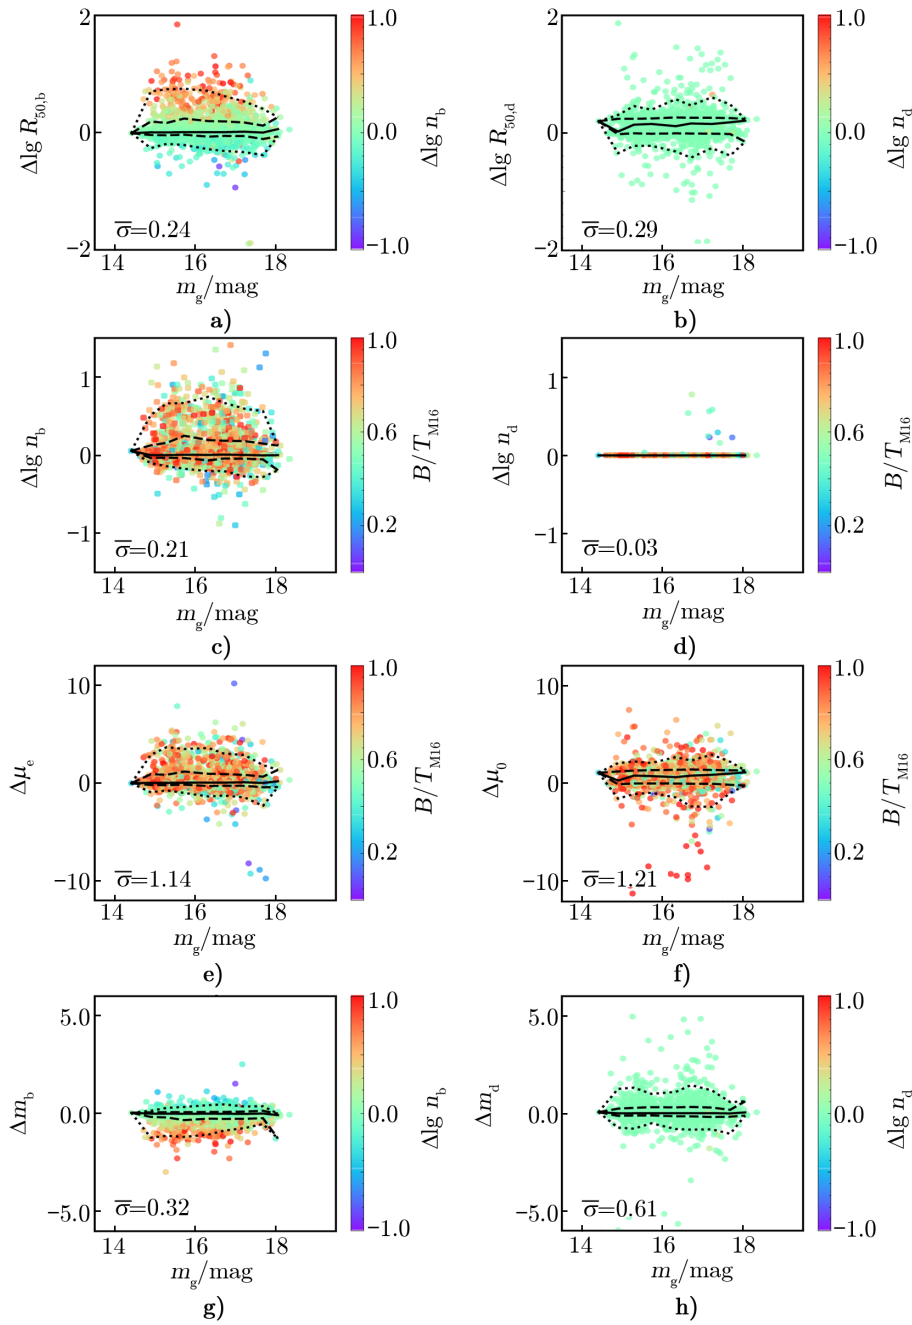 2
1
0
−1
−2
Δlg R50,b
σ̅=0.24
14 16 18
mg/mag
1.0
0.0
−1.0
Δlg nb
a)
2
1
0
−1
−2
Δlg R50,d
σ̅=0.29
14 16 18
mg/mag
1.0
0.0
−1.0
Δlg nd
b)
1
0
−1
Δlg nb
σ̅=0.21
14 16 18
mg/mag
1.0
0.6
0.2
B/TM16
c)
1
0
−1
Δlg nd
σ̅=0.03
14 16 18
mg/mag
1.0
0.6
0.2
B/TM16
d)
10
0
−10
Δμe
σ̅=1.14
14 16 18
mg/mag
1.0
0.6
0.2
B/TM16
e)
10
0
−10
Δμ0
σ̅=1.21
14 16 18
mg/mag
1.0
0.6
0.2
B/TM16
f)
5.0
0.0
−5.0
Δmb
σ̅=0.32
14 16 18
mg/mag
1.0
0.0
−1.0
Δlg nb
g)
5.0
0.0
−5.0
Δmd
σ̅=0.61
14 16 18
mg/mag
1.0
0.0
−1.0
Δlg nd
h)